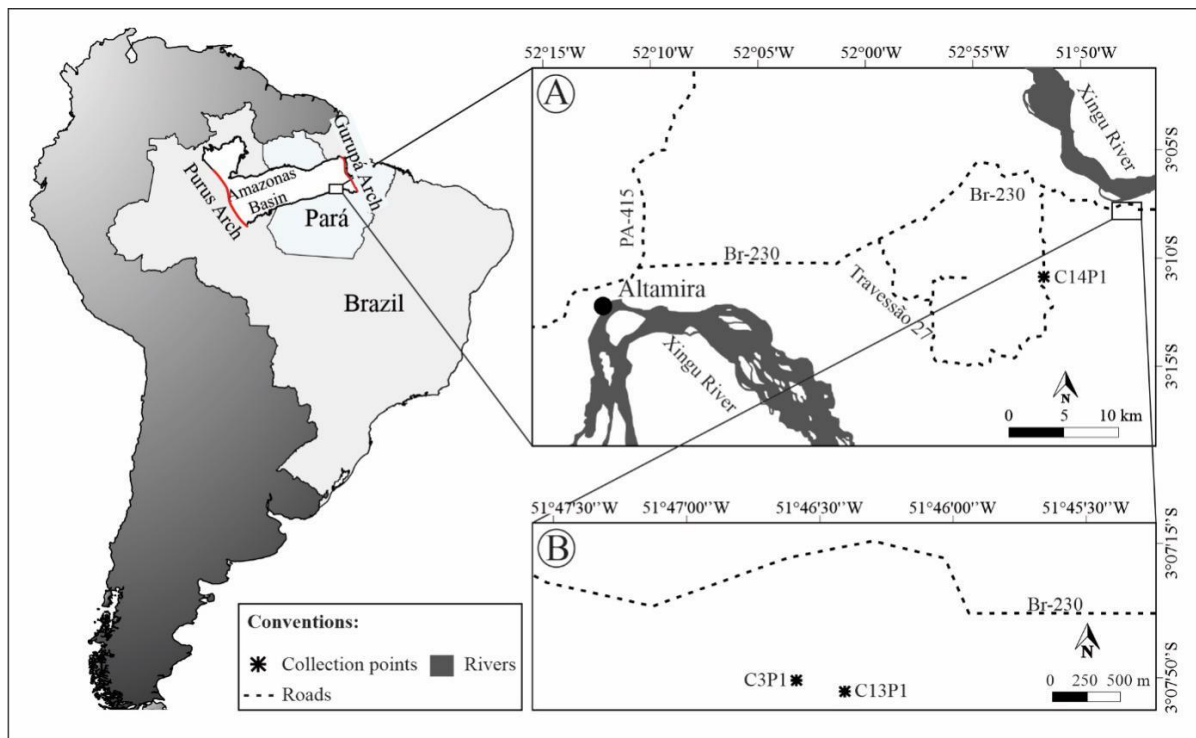 Purus Arch
Amazonas
Basin
Gurupá Arch
Pará
Brazil
Conventions:
Collection points
Rivers
Roads
52°15'W 52°10'W 52°05'W 52°00'W 52°55'W 51°50'W
A
PA-415
Br-230
Altamira
Xingu River
Travessão 27
Br-230
Xingu River
C14P1
3°05'S
3°10'S
3°15'S
N
0 5 10 km
51°47'30''W 51°47'00''W 51°46'30''W 51°46'00''W 51°45'30''W
B
Br-230
C3P1
C13P1
3°07'15''S
3°07'50''S
N
0 250 500 m